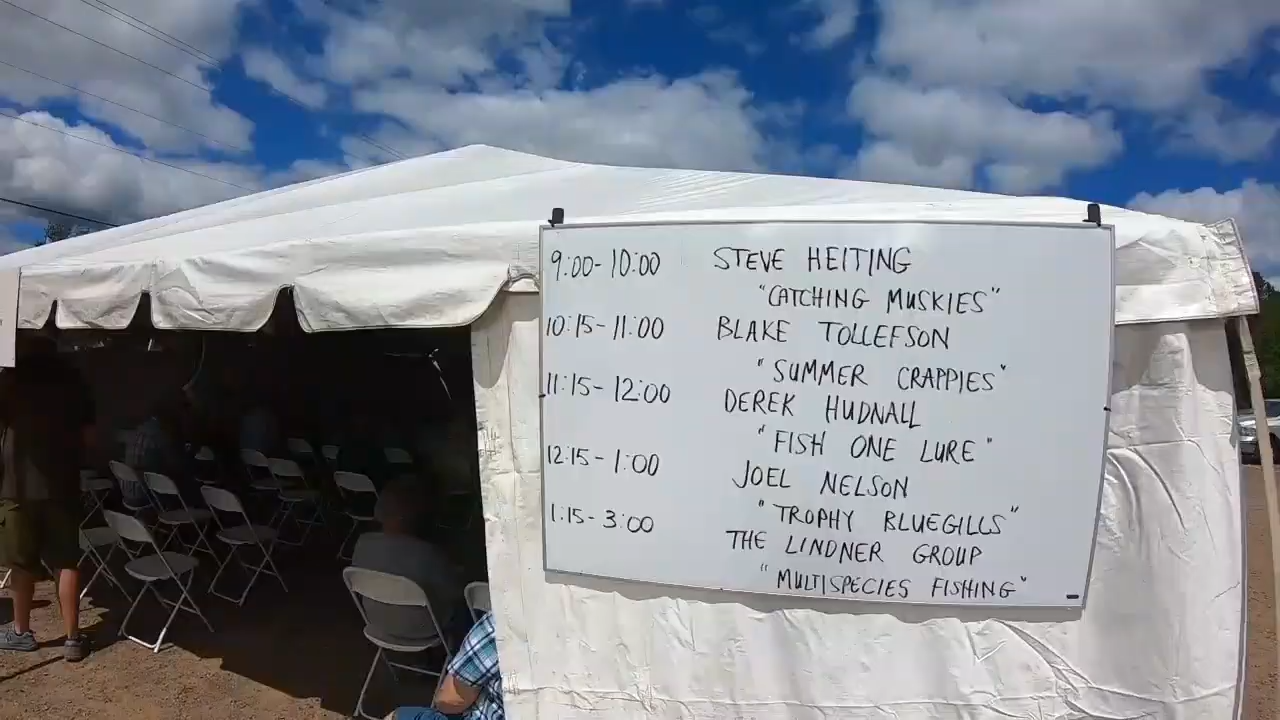 9:00-10:00 STEVE HEITING
"CATCHING MUSKIES"
10:15-11:00 BLAKE TOLLEFSON
"SUMMER CRAPPIES"
11:15-12:00 DEREK HUDNALL
"FISH ONE LURE"
12:15-1:00 JOEL NELSON
"TROPHY BLUEGILLS"
1:15-3:00 THE LINDNER GROUP
"MULTISPECIES FISHING"